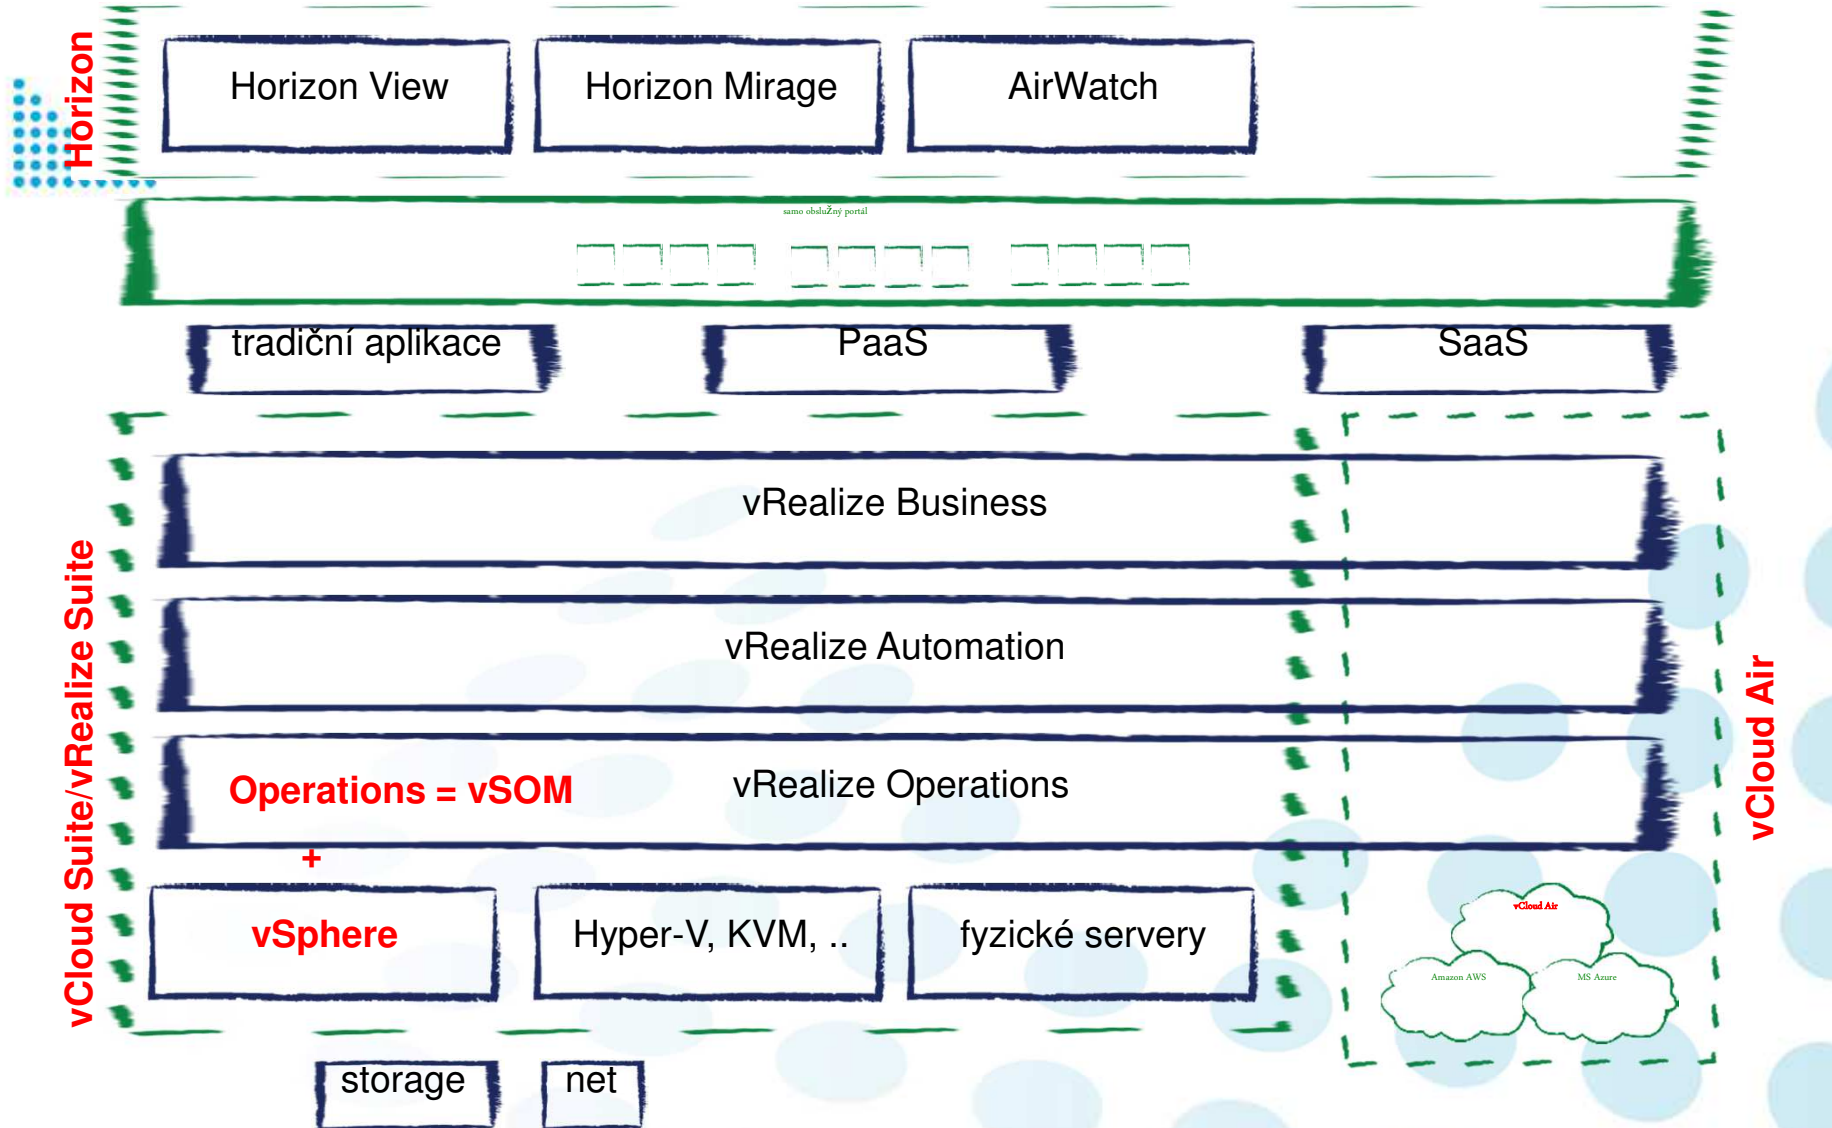 Horizon
Horizon View
Horizon Mirage
AirWatch
samo obslužný portál
tradiční aplikace
PaaS
SaaS
vCloud Suite/vRealize Suite
vRealize Business
vRealize Automation
Operations = vSOM
vRealize Operations
+
vSphere
Hyper-V, KVM, ..
fyzické servery
vCloud Air
Amazon AWS
MS Azure
vCloud Air
storage
net